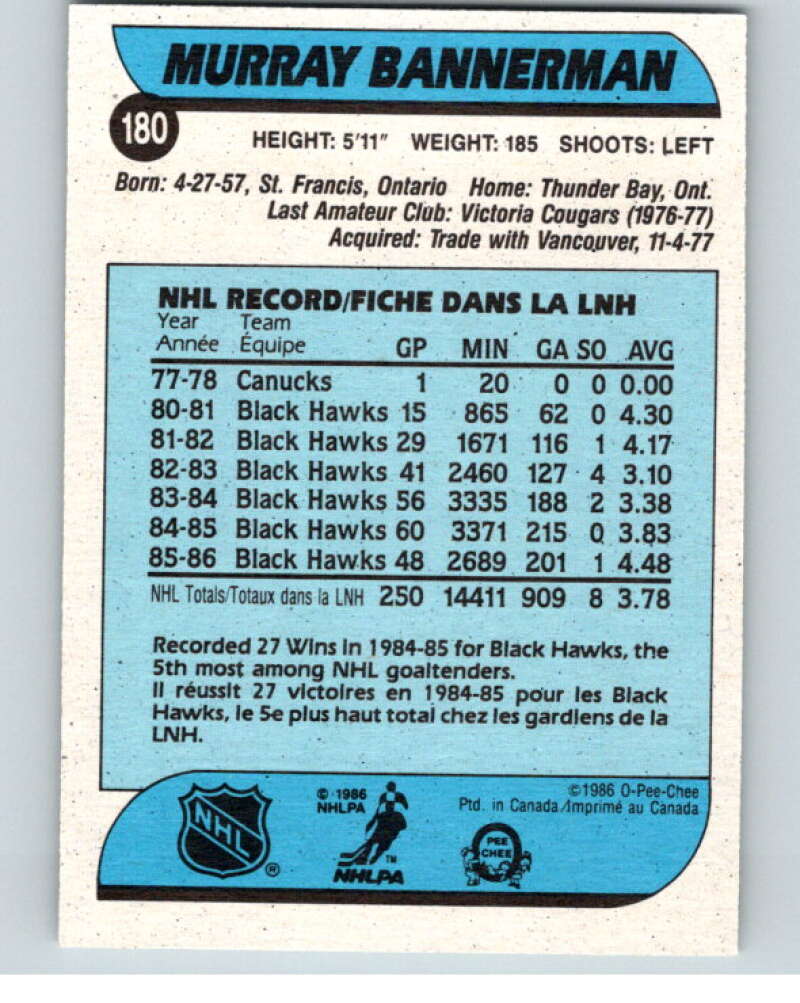 MURRAY BANNERMAN
180
HEIGHT: 5'11" WEIGHT: 185 SHOOTS: LEFT
Born: 4-27-57, St. Francis, Ontario Home: Thunder Bay, Ont.
Last Amateur Club: Victoria Cougars (1976-77)
Acquired: Trade with Vancouver, 11-4-77
NHL RECORD/FICHE DANS LA LNH
Year Team
Année Équipe GP MIN GA SO AVG
77-78 Canucks 1 20 0 0 0.00
80-81 Black Hawks 15 865 62 0 4.30
81-82 Black Hawks 29 1671 116 1 4.17
82-83 Black Hawks 41 2460 127 4 3.10
83-84 Black Hawks 56 3335 188 2 3.38
84-85 Black Hawks 60 3371 215 0 3.83
85-86 Black Hawks 48 2689 201 1 4.48
NHL Totals/Totaux dans la LNH 250 14411 909 8 3.78
Recorded 27 Wins in 1984-85 for Black Hawks, the
5th most among NHL goaltenders.
Il réussit 27 victoires en 1984-85 pour les Black
Hawks, le 5e plus haut total chez les gardiens de la
LNH.
NHL
®
© 1986
NHLPA
TM
NHLPA
©1986 O-Pee-Chee
Ptd. in Canada/Imprimé au Canada
PEE
CHEE